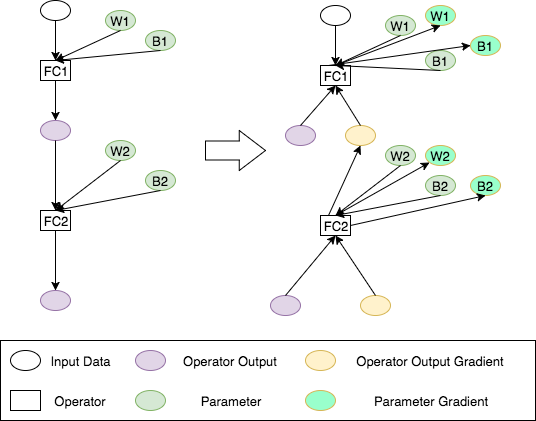 W1
B1
FC1
W2
B2
FC2
W1
W1
B1
B1
FC1
W2
W2
B2
B2
FC2
Input Data
Operator Output
Operator Output Gradient
Operator
Parameter
Parameter Gradient